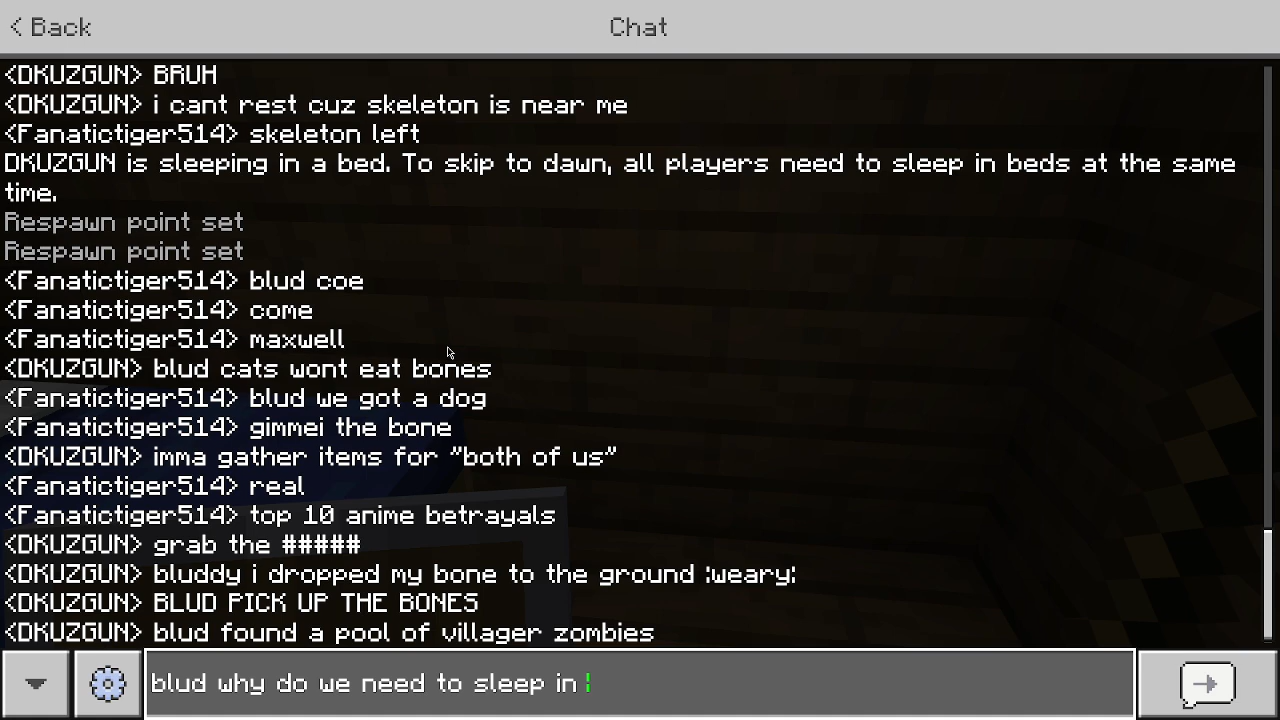 < Back
Chat
<DKUZGUN> BRUH
<DKUZGUN> i cant rest cuz skeleton is near me
<Fanatictiger514> skeleton left
DKUZGUN is sleeping in a bed. To skip to dawn, all players need to sleep in beds at the same
time.
Respawn point set
Respawn point set
<Fanatictiger514> blud coe
<Fanatictiger514> come
<Fanatictiger514> maxwell
<DKUZGUN> blud cats wont eat bones
<Fanatictiger514> blud we got a dog
<Fanatictiger514> gimmei the bone
<DKUZGUN> imma gather items for "both of us"
<Fanatictiger514> real
<Fanatictiger514> top 10 anime betrayals
<DKUZGUN> grab the #####
<DKUZGUN> bluddy i dropped my bone to the ground :weary:
<DKUZGUN> BLUD PICK UP THE BONES
<DKUZGUN> blud found a pool of villager zombies
blud why do we need to sleep in